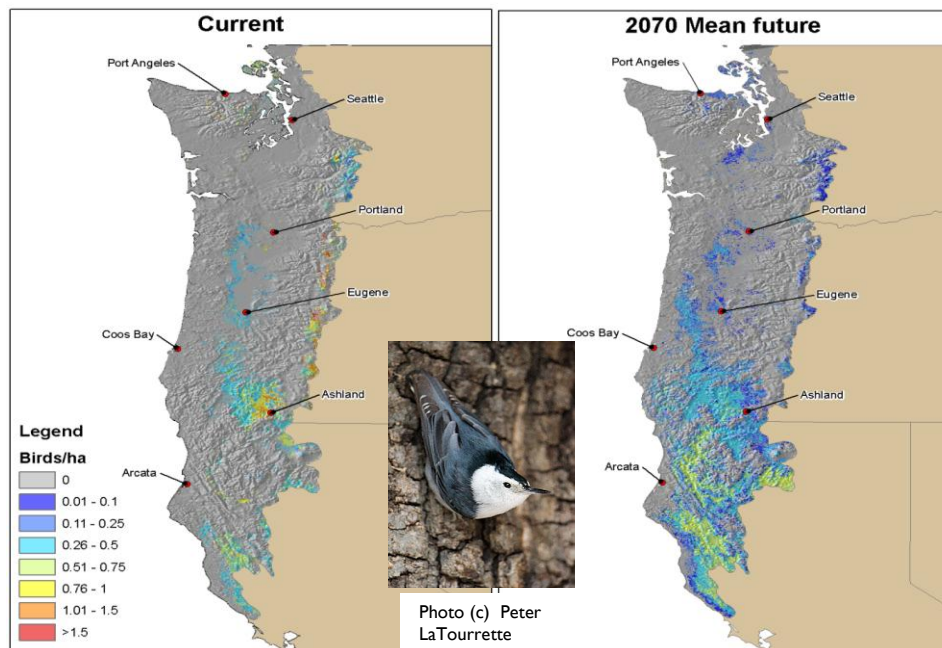 Current
Port Angeles
Seattle
Portland
Eugene
Coos Bay
Ashland
Arcata
Legend
Birds/ha
0
0.01 - 0.1
0.11 - 0.25
0.26 - 0.5
0.51 - 0.75
0.76 - 1
1.01 - 1.5
>1.5
2070 Mean future
Port Angeles
Seattle
Portland
Eugene
Coos Bay
Ashland
Arcata
Photo (c) Peter
LaTourrette